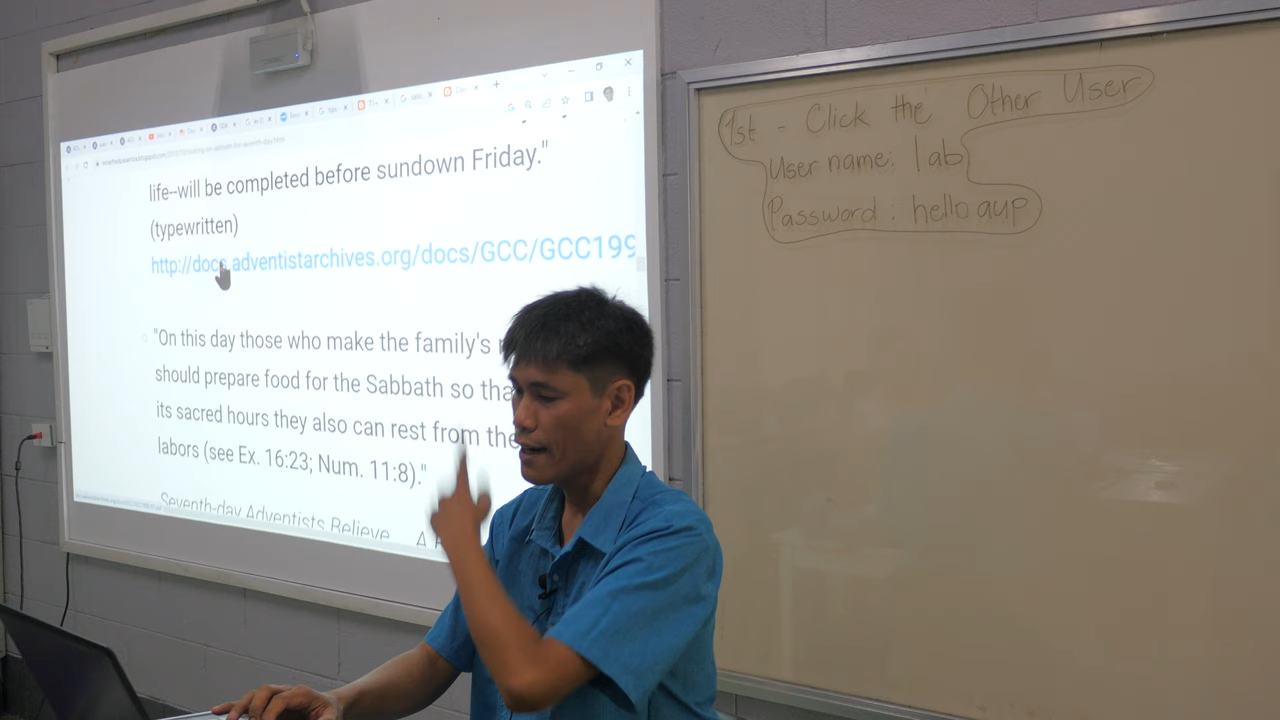 life--will be completed before sundown Friday."
(typewritten)
http://docs.adventistarchives.org/docs/GCC/GCC199
"On this day those who make the family's
should prepare food for the Sabbath so tha
its sacred hours they also can rest from the
labors (see Ex. 16:23; Num. 11:8)."
Seventh-day Adventists Believe
1st - Click the Other User
User name: lab
Password: hello aup